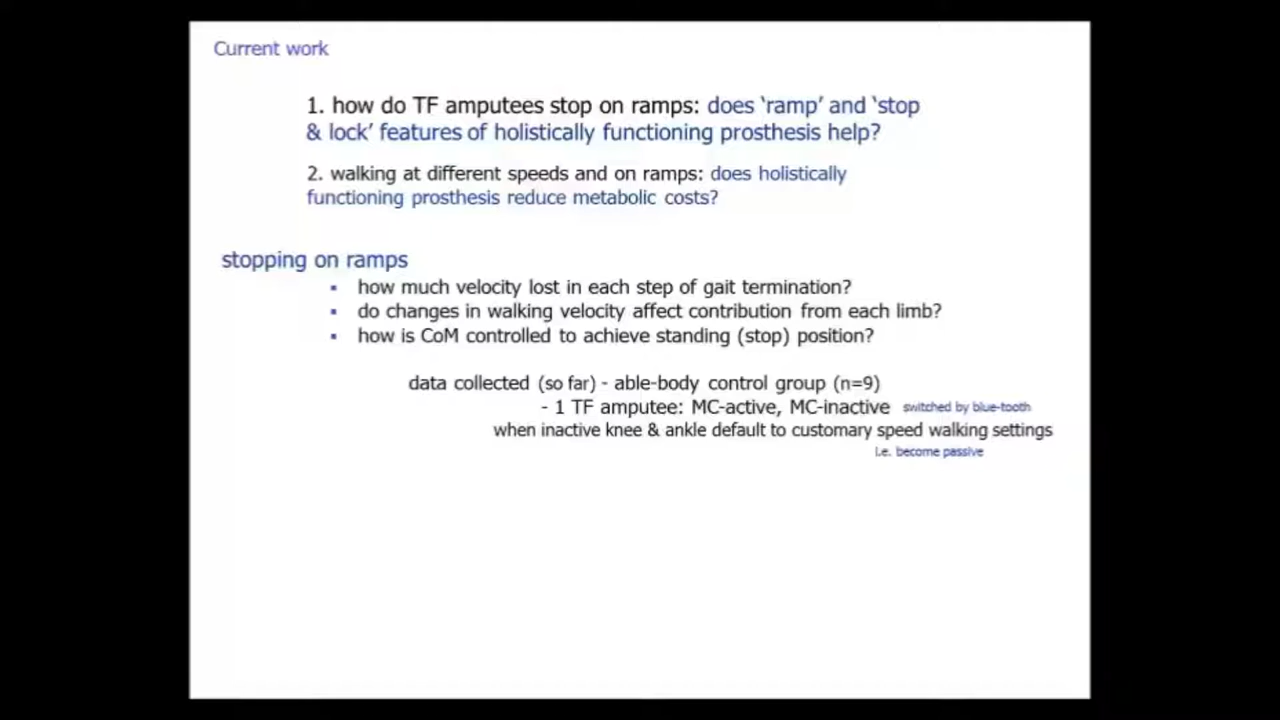 Current work
1. how do TF amputees stop on ramps: does ‘ramp’ and ‘stop
& lock’ features of holistically functioning prosthesis help?
2. walking at different speeds and on ramps: does holistically
functioning prosthesis reduce metabolic costs?
stopping on ramps
▪ how much velocity lost in each step of gait termination?
▪ do changes in walking velocity affect contribution from each limb?
▪ how is CoM controlled to achieve standing (stop) position?
data collected (so far) - able-body control group (n=9)
- 1 TF amputee: MC-active, MC-inactive switched by blue-tooth
when inactive knee & ankle default to customary speed walking settings
i.e. become passive